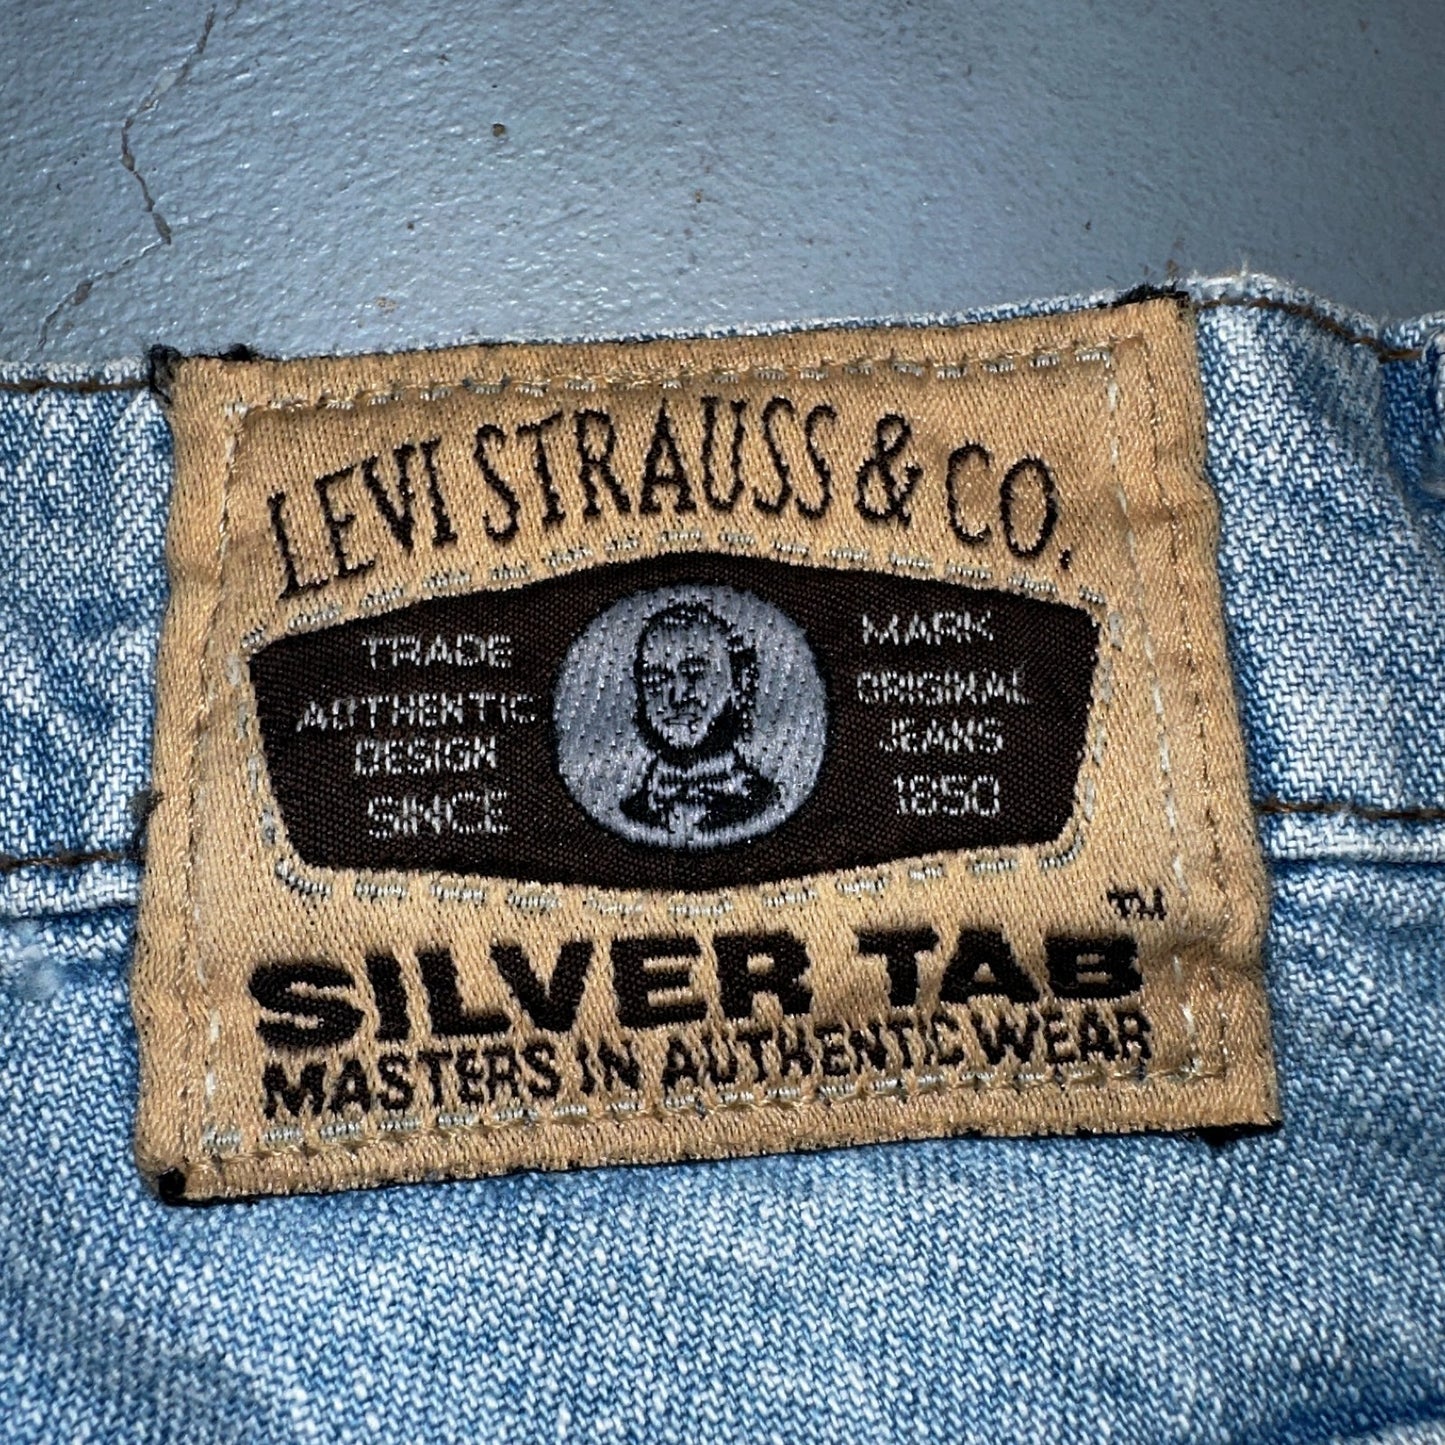 LEVI STRAUSS & CO.
TRADE MARK
AUTHENTIC ORIGINAL
DESIGN JEANS
SINCE 1850
SILVER TAB™
MASTERS IN AUTHENTIC WEAR